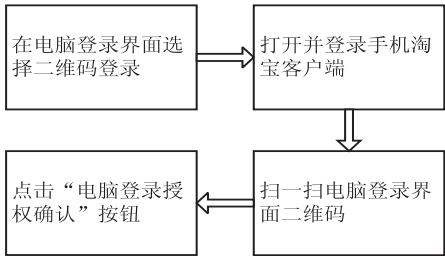 在电脑登录界面选
择二维码登录
打开并登录手机淘
宝客户端
扫一扫电脑登录界
面二维码
点击“电脑登录授
权确认”按钮